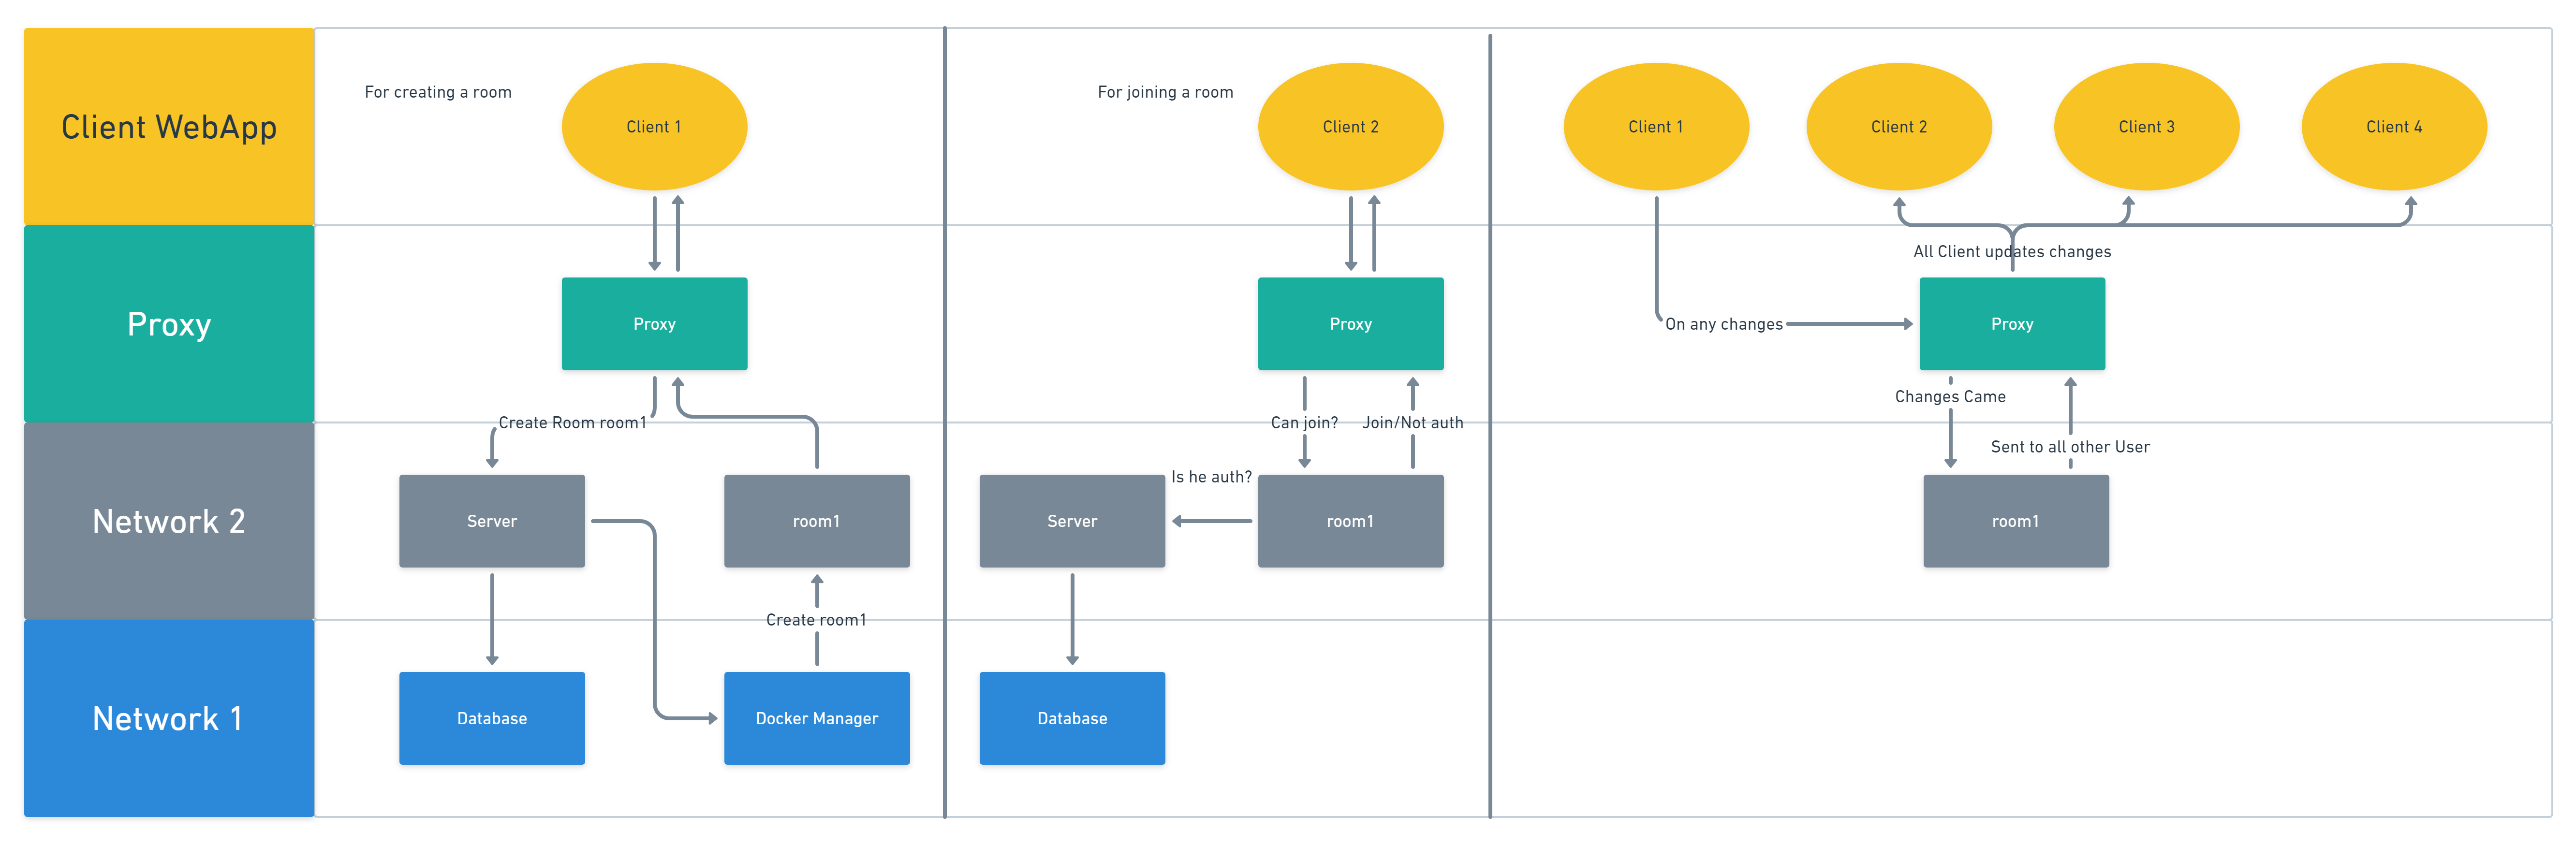 Client WebApp
For creating a room
Client 1
For joining a room
Client 2
Client 1
Client 2
Client 3
Client 4
All Client updates changes
Proxy
Proxy
Proxy
On any changes
Proxy
Changes Came
Create Room room1
Can join?
Join/Not auth
Sent to all other User
Network 2
Server
room1
Is he auth?
Server
room1
room1
Create room1
Network 1
Database
Docker Manager
Database